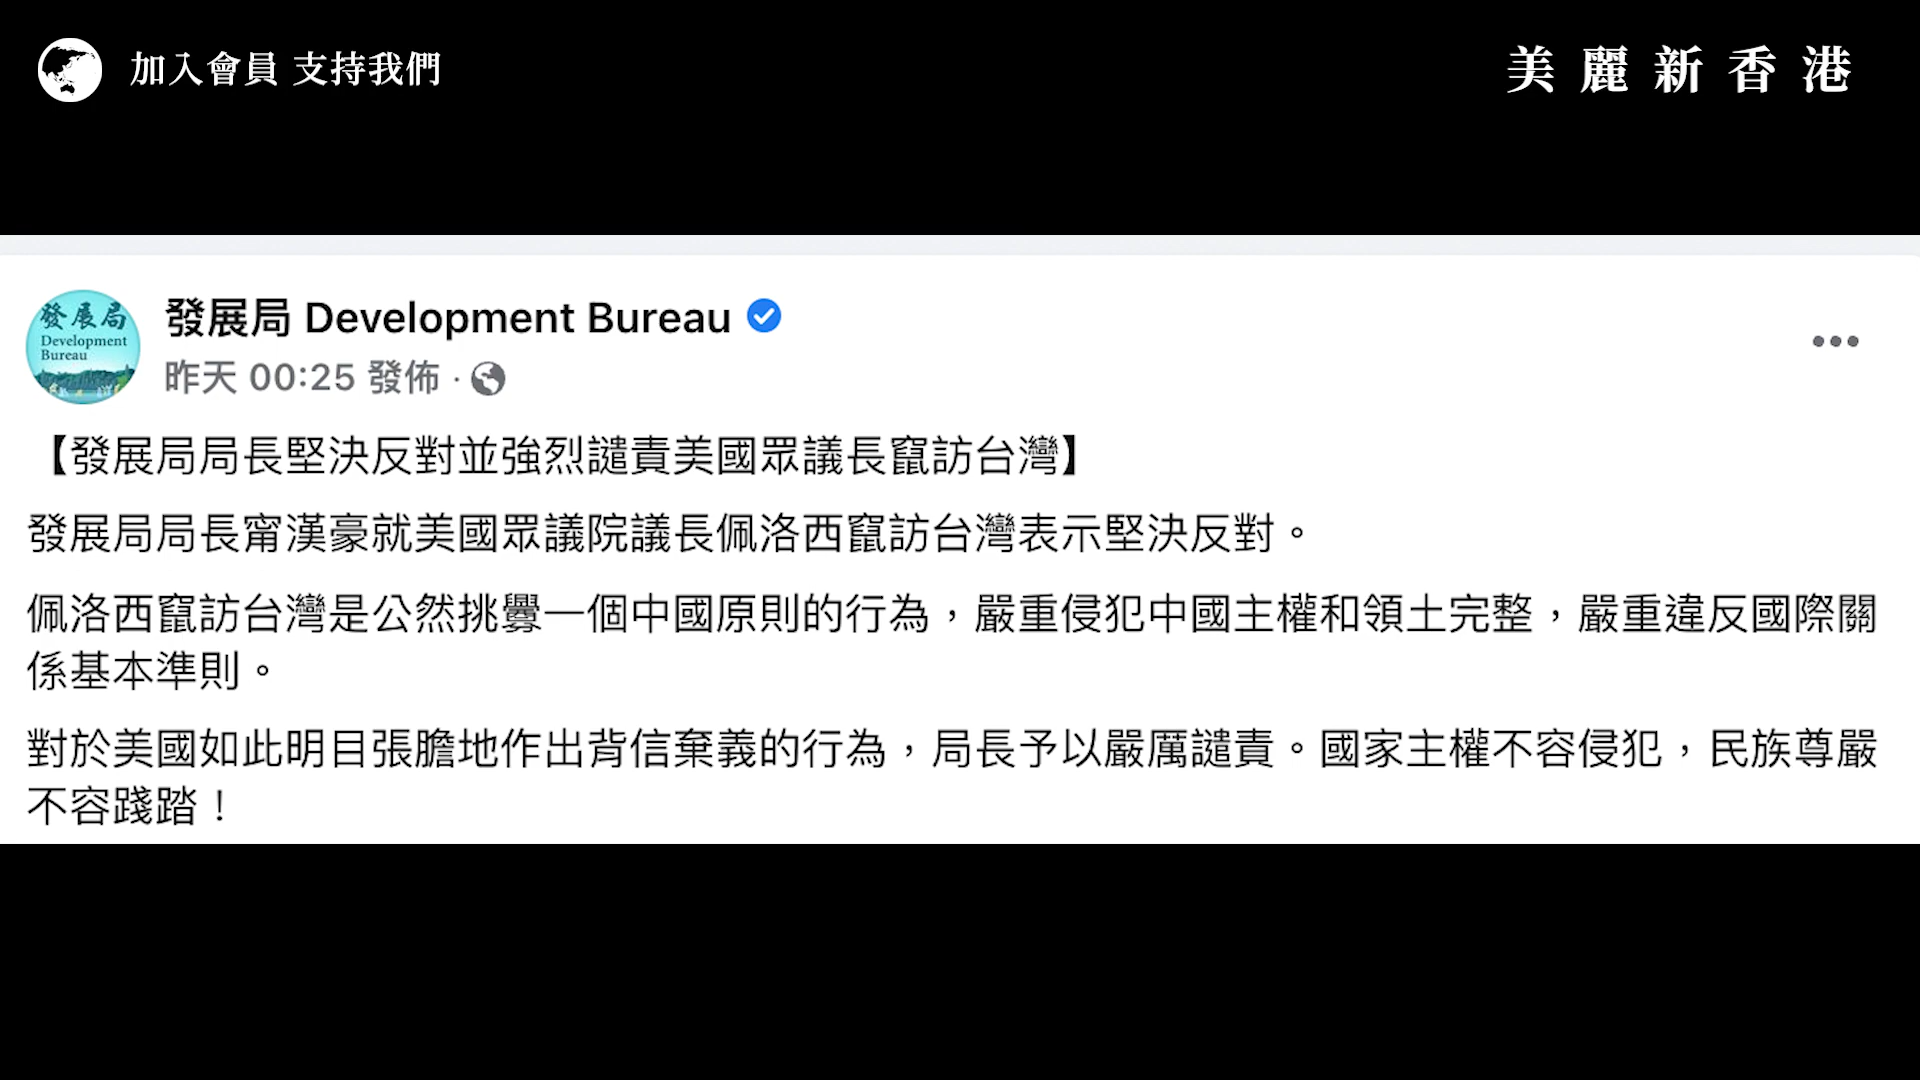 加入會員 支持我們
美麗新香港
發展局
Development
Bureau
發展局 Development Bureau
昨天 00:25 發佈 ·
【發展局局長堅決反對並強烈譴責美國眾議長竄訪台灣】
發展局局長甯漢豪就美國眾議院議長佩洛西竄訪台灣表示堅決反對。
佩洛西竄訪台灣是公然挑釁一個中國原則的行為，嚴重侵犯中國主權和領土完整，嚴重違反國際關
係基本準則。
對於美國如此明目張膽地作出背信棄義的行為，局長予以嚴厲譴責。國家主權不容侵犯，民族尊嚴
不容踐踏！